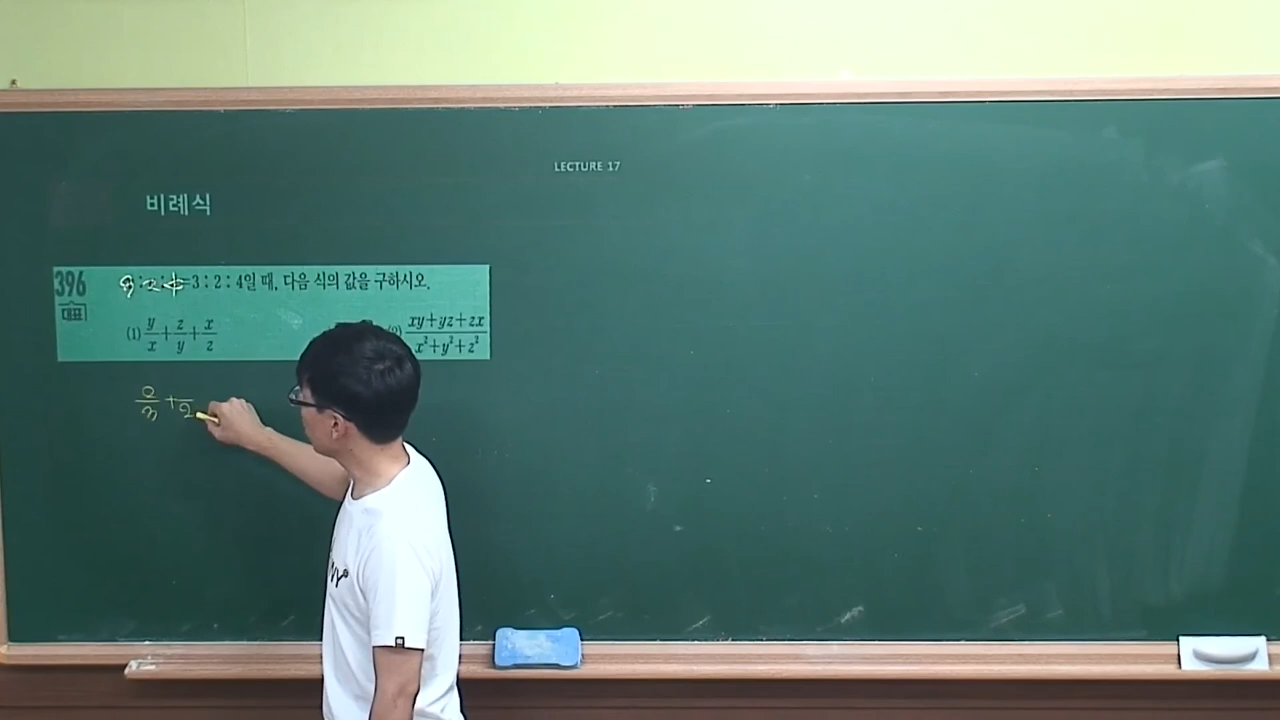 LECTURE 17
비례식
396
대표
=3 : 2 : 4일 때, 다음 식의 값을 구하시오.
(1) y/x + z/y + x/z
(2) (xy+yz+zx)/(x²+y²+z²)
2/3 + /2